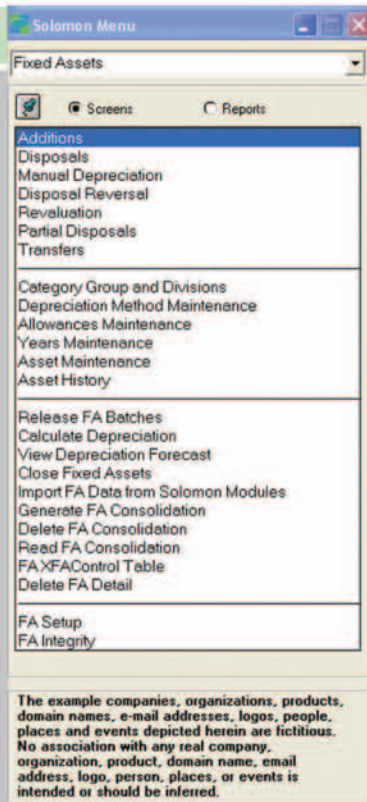 Solomon Menu
Fixed Assets
Screens Reports
Additions
Disposals
Manual Depreciation
Disposal Reversal
Revaluation
Partial Disposals
Transfers
Category Group and Divisions
Depreciation Method Maintenance
Allowances Maintenance
Years Maintenance
Asset Maintenance
Asset History
Release FA Batches
Calculate Depreciation
View Depreciation Forecast
Close Fixed Assets
Import FA Data from Solomon Modules
Generate FA Consolidation
Delete FA Consolidation
Read FA Consolidation
FA XFAControl Table
Delete FA Detail
FA Setup
FA Integrity
The example companies, organizations, products,
domain names, e-mail addresses, logos, people,
places and events depicted herein are fictitious.
No association with any real company,
organization, product, domain name, email
address, logo, person, places, or events is
intended or should be inferred.